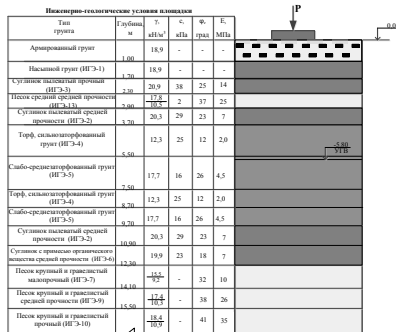 Инженерно-геологические условия площадки
Тип грунта Глубина, м γ, кН/м³ c, кПа φ, град E, МПа
Армированный грунт 1,00 18,9 - - -
Насыпной грунт (ИГЭ-1) 18,9 - - -
Суглинок пылеватый прочный (ИГЭ-3) 2,30 20,9 38 25 14
Песок средний средней прочности (ИГЭ-13) 2,90 17,8 10,5 2 37 25
Суглинок пылеватый средней прочности (ИГЭ-2) 3,70 20,3 29 23 7
Торф, сильнозаторфованный грунт (ИГЭ-4) 5,50 12,3 25 12 2,0
Слабо-среднезаторфованный грунт (ИГЭ-5) 7,50 17,7 16 26 4,5
Торф, сильнозаторфованный грунт (ИГЭ-4) 8,70 12,3 25 12 2,0
Слабо-среднезаторфованный грунт (ИГЭ-5) 9,70 17,7 16 26 4,5
Суглинок пылеватый средней прочности (ИГЭ-2) 10,90 20,3 29 23 7
Суглинок с примесью органического вещества средней прочности (ИГЭ-6) 12,30 19,9 23 18 7
Песок крупный и гравелистый малопрочный (ИГЭ-7) 14,10 15,5 9,2 - 32 10
Песок крупный и гравелистый средней прочности (ИГЭ-9) 15,50 17,4 10,3 - 38 26
Песок крупный и гравелистый прочный (ИГЭ-10) 18,4 10,9 - 41 35
P
0,0
-5,80
УГВ